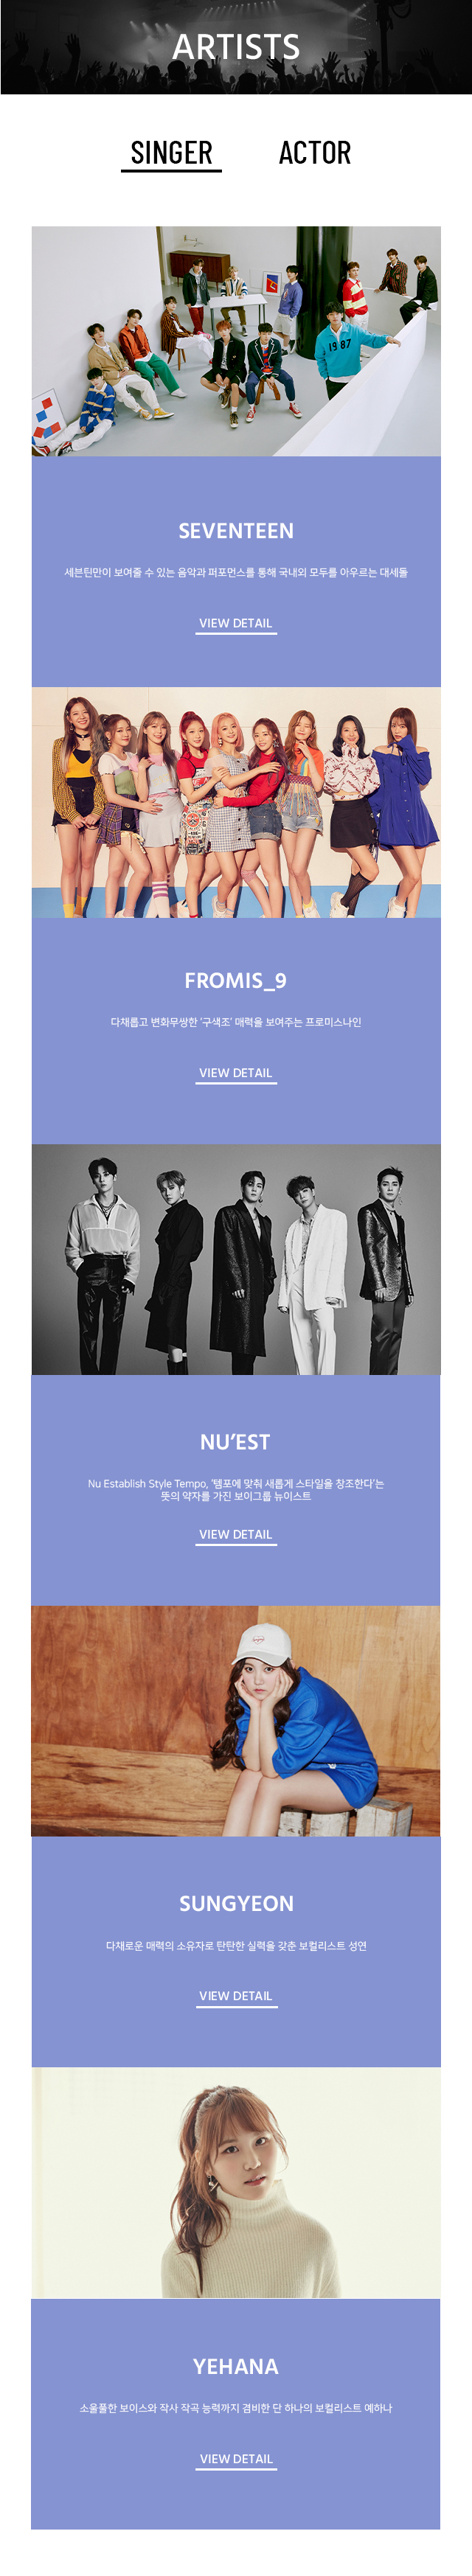 ARTISTS
SINGER ACTOR
1987
SEVENTEEN
세븐틴만이 보여줄 수 있는 음악과 퍼포먼스를 통해 국내외 모두를 아우르는 대세돌
VIEW DETAIL
FROMIS_9
다채롭고 변화무쌍한 '구색조' 매력을 보여주는 프로미스나인
VIEW DETAIL
NU'EST
Nu Establish Style Tempo, '템포에 맞춰 새롭게 스타일을 창조한다'는
뜻의 약자를 가진 보이그룹 뉴이스트
VIEW DETAIL
SUNGYEON
다채로운 매력의 소유자로 탄탄한 실력을 갖춘 보컬리스트 성연
VIEW DETAIL
YEHANA
소울풀한 보이스와 작사 작곡 능력까지 겸비한 단 하나의 보컬리스트 예하나
VIEW DETAIL